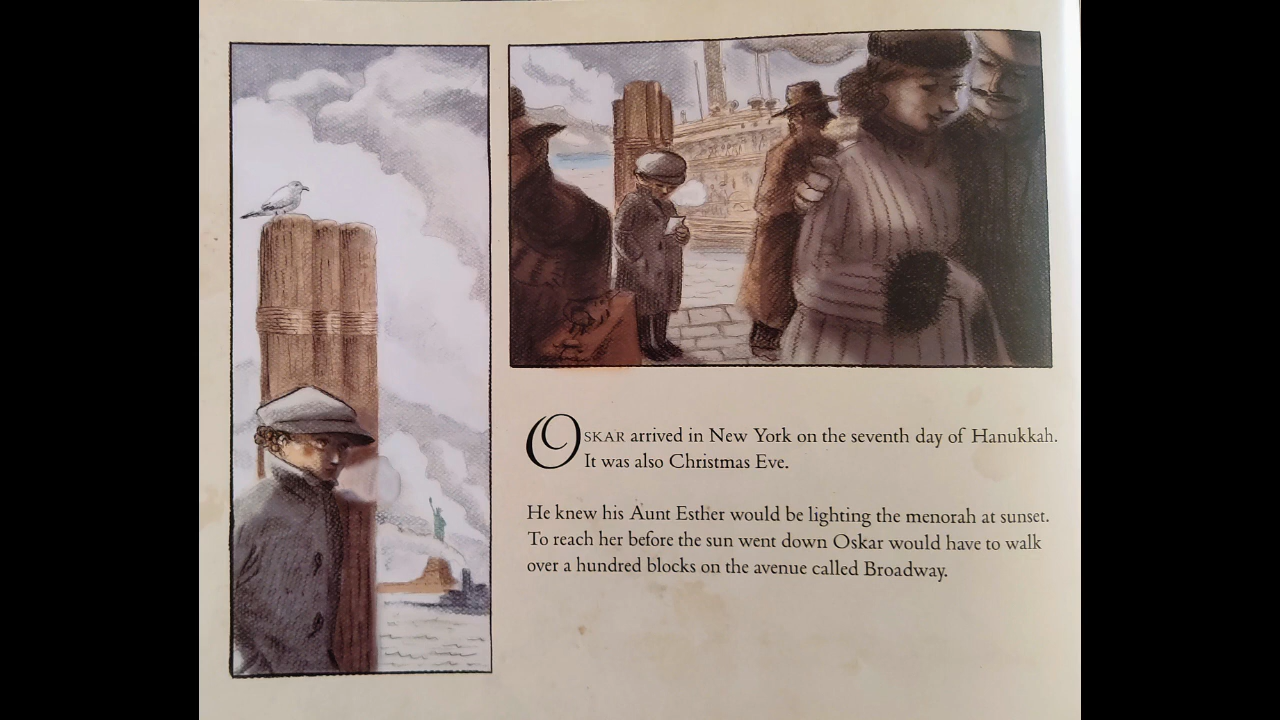 OSKAR arrived in New York on the seventh day of Hanukkah.
It was also Christmas Eve.
He knew his Aunt Esther would be lighting the menorah at sunset.
To reach her before the sun went down Oskar would have to walk
over a hundred blocks on the avenue called Broadway.